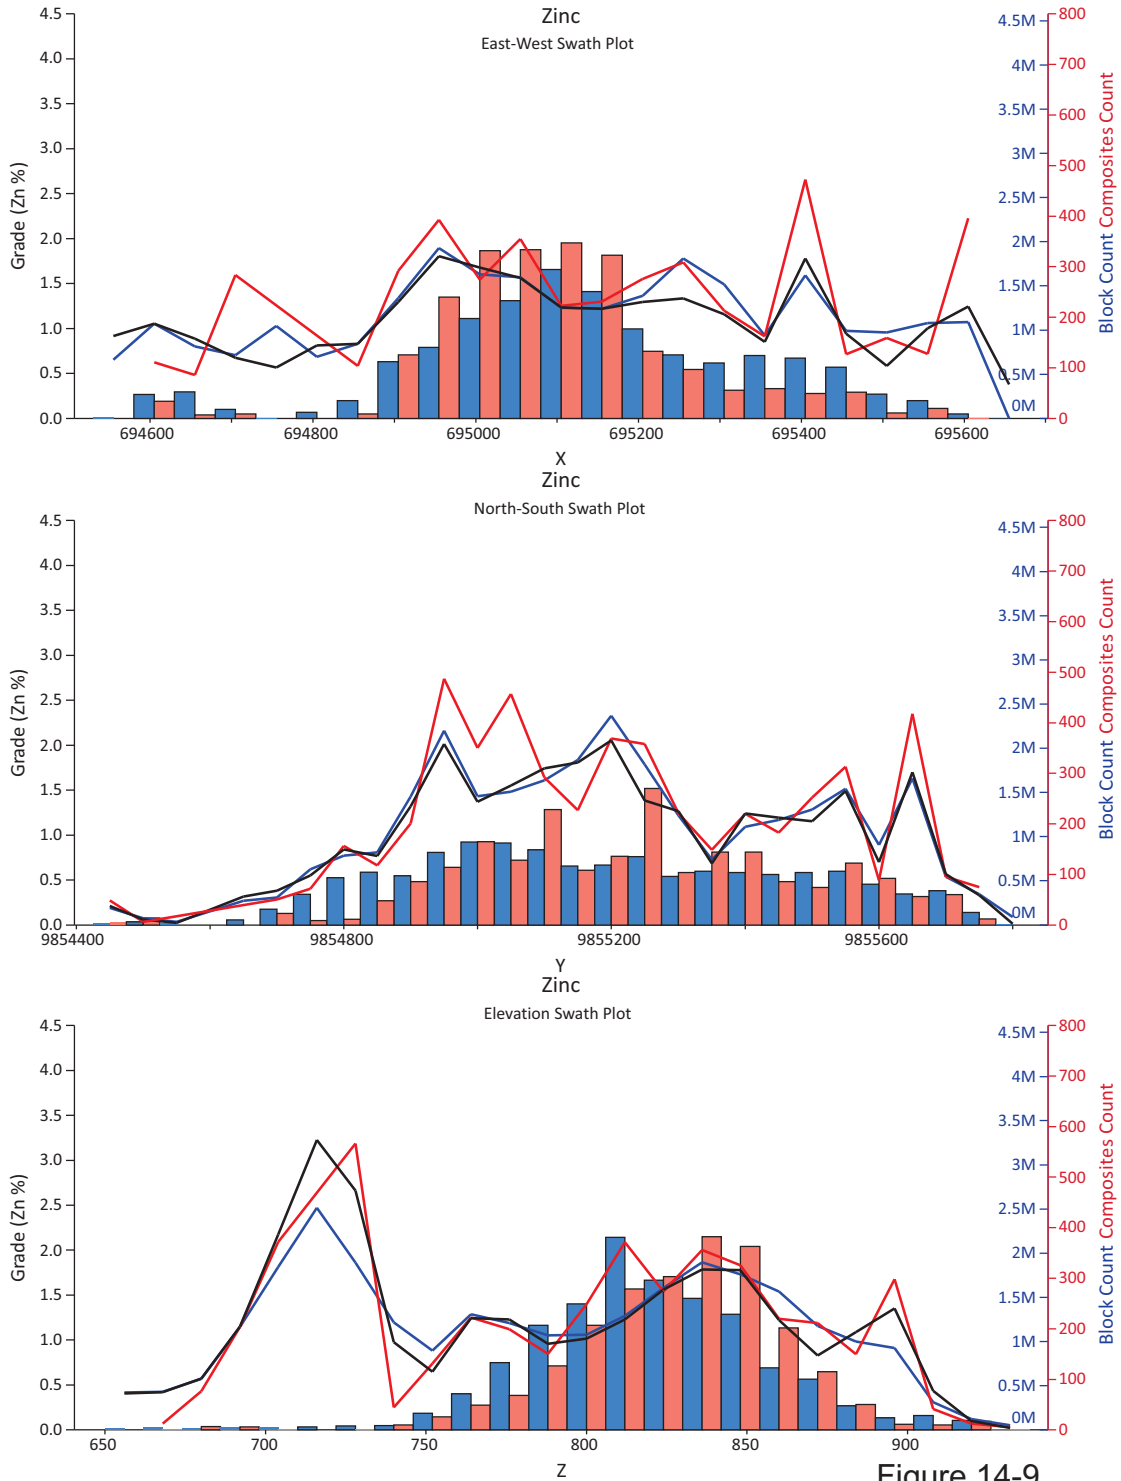 Zinc
East-West Swath Plot
Grade (Zn %)
4.5
4.0
3.5
3.0
2.5
2.0
1.5
1.0
0.5
0.0
694600
694800
695000
695200
695400
695600
X
4.5M
4M
3.5M
3M
2.5M
2M
1.5M
1M
0.5M
0M
Block Count
800
700
600
500
400
300
200
100
0
Composites Count
Zinc
North-South Swath Plot
Grade (Zn %)
4.5
4.0
3.5
3.0
2.5
2.0
1.5
1.0
0.5
0.0
9854400
9854800
9855200
9855600
Y
4.5M
4M
3.5M
3M
2.5M
2M
1.5M
1M
0.5M
0M
Block Count
800
700
600
500
400
300
200
100
0
Composites Count
Zinc
Elevation Swath Plot
Grade (Zn %)
4.5
4.0
3.5
3.0
2.5
2.0
1.5
1.0
0.5
0.0
650
700
750
800
850
900
Z
4.5M
4M
3.5M
3M
2.5M
2M
1.5M
1M
0.5M
0M
Block Count
800
700
600
500
400
300
200
100
0
Composites Count
Figure 14-9